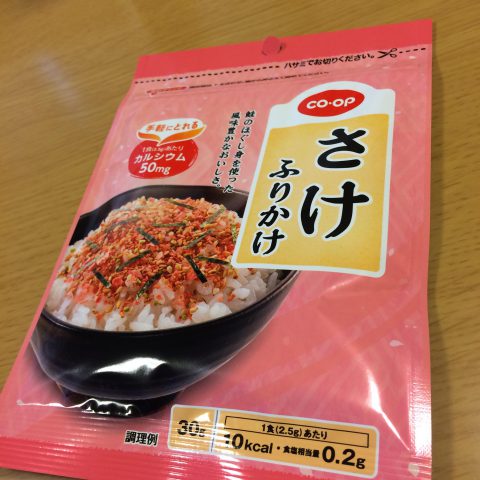 ハサミでお切りください。
CO・OP
さけ
ふりかけ
鮭のほぐし身を使った
風味豊かなおいしさ。
手軽にとれる
1食(2.5g)あたり
カルシウム
50mg
調理例
30g
1食(2.5g)あたり
10kcal・食塩相当量0.2g